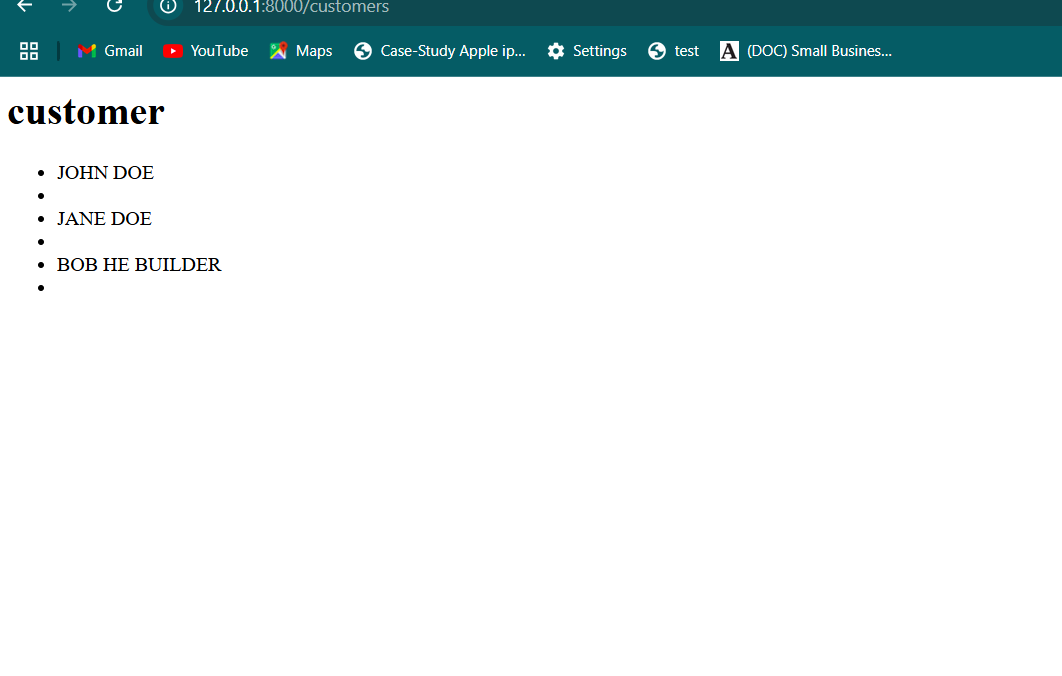 127.0.0.1:8000/customers
Gmail YouTube Maps Case-Study Apple ip... Settings test A (DOC) Small Busines...
customer
JOHN DOE
JANE DOE
BOB HE BUILDER